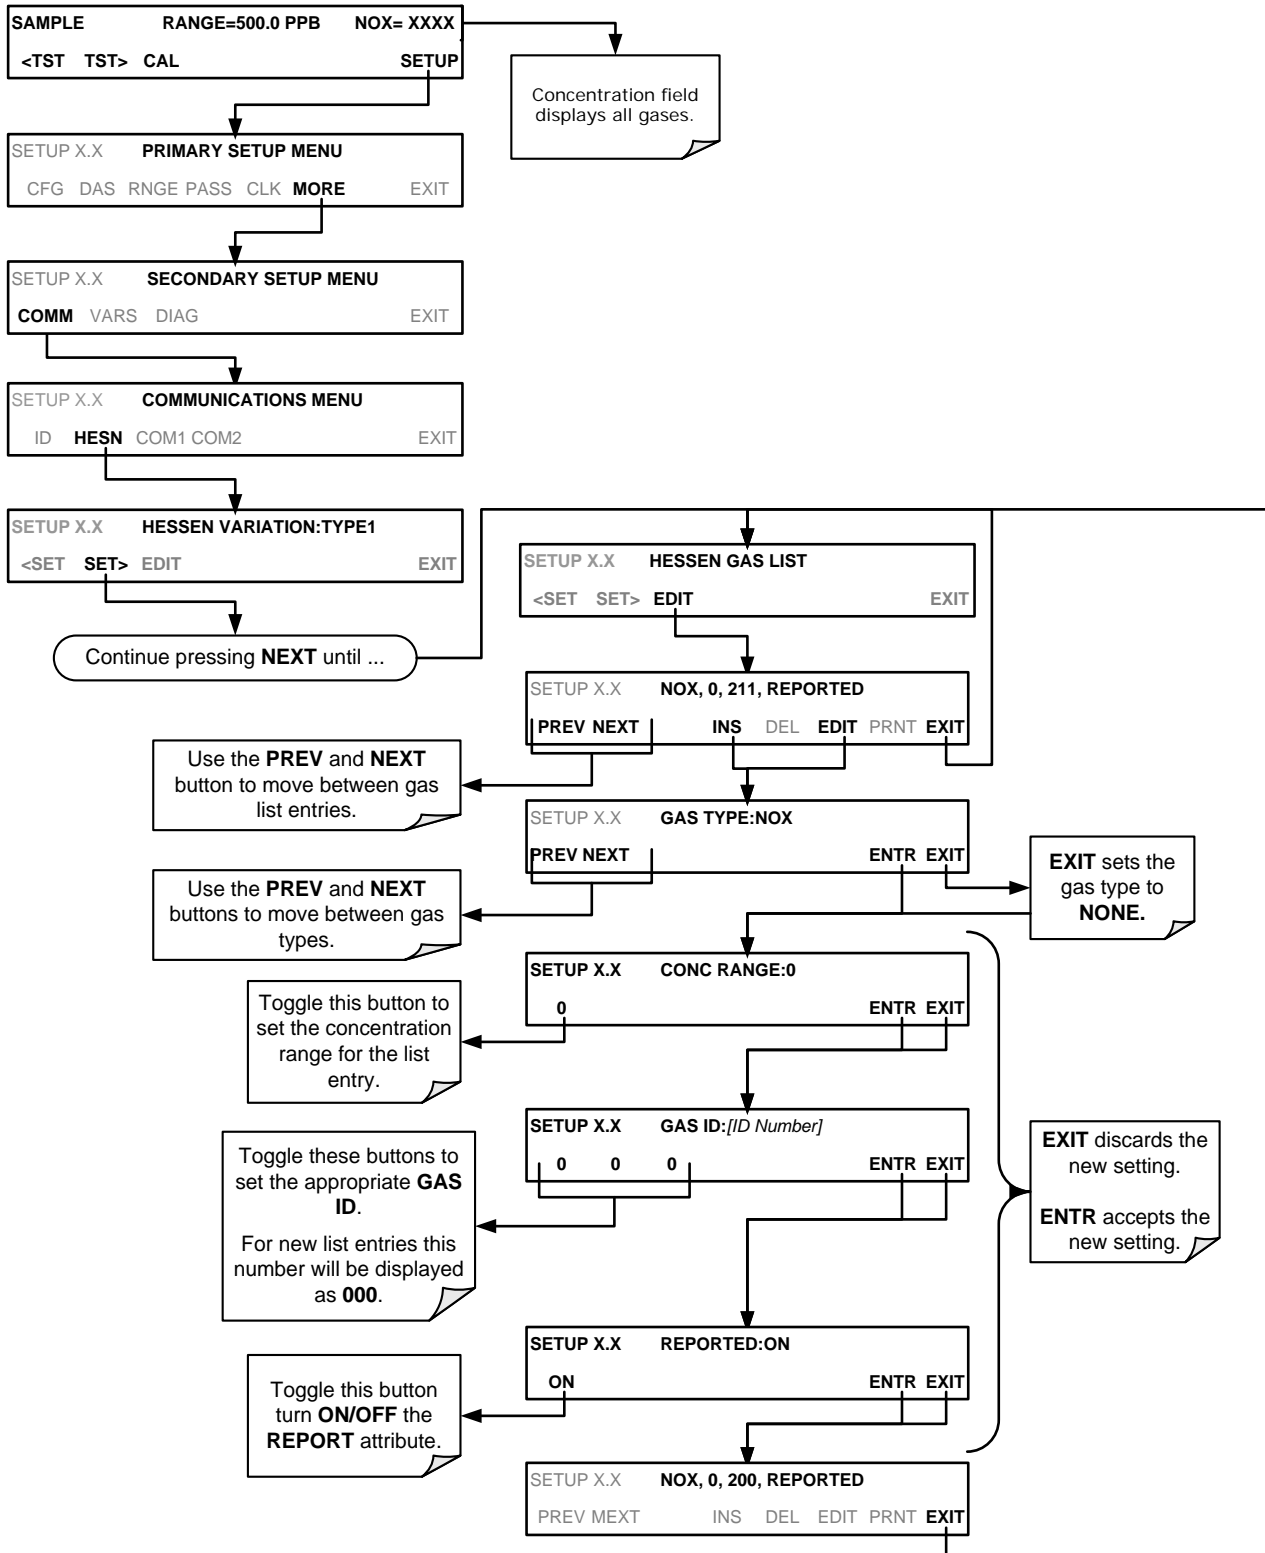 SAMPLE RANGE=500.0 PPB NOX= XXXX
<TST TST> CAL SETUP
Concentration field
displays all gases.
SETUP X.X PRIMARY SETUP MENU
CFG DAS RNGE PASS CLK MORE EXIT
SETUP X.X SECONDARY SETUP MENU
COMM VARS DIAG EXIT
SETUP X.X COMMUNICATIONS MENU
ID HESN COM1 COM2 EXIT
SETUP X.X HESSEN VARIATION:TYPE1
<SET SET> EDIT EXIT
Continue pressing NEXT until ...
SETUP X.X HESSEN GAS LIST
<SET SET> EDIT EXIT
SETUP X.X NOX, 0, 211, REPORTED
PREV NEXT INS DEL EDIT PRNT EXIT
Use the PREV and NEXT
button to move between gas
list entries.
SETUP X.X GAS TYPE:NOX
PREV NEXT ENTR EXIT
EXIT sets the
gas type to
NONE.
Use the PREV and NEXT
buttons to move between gas
types.
SETUP X.X CONC RANGE:0
0 ENTR EXIT
Toggle this button to
set the concentration
range for the list
entry.
SETUP X.X GAS ID:[ID Number]
0 0 0 ENTR EXIT
Toggle these buttons to
set the appropriate GAS
ID.
For new list entries this
number will be displayed
as 000.
EXIT discards the
new setting.
ENTR accepts the
new setting.
SETUP X.X REPORTED:ON
ON ENTR EXIT
Toggle this button
turn ON/OFF the
REPORT attribute.
SETUP X.X NOX, 0, 200, REPORTED
PREV MEXT INS DEL EDIT PRNT EXIT